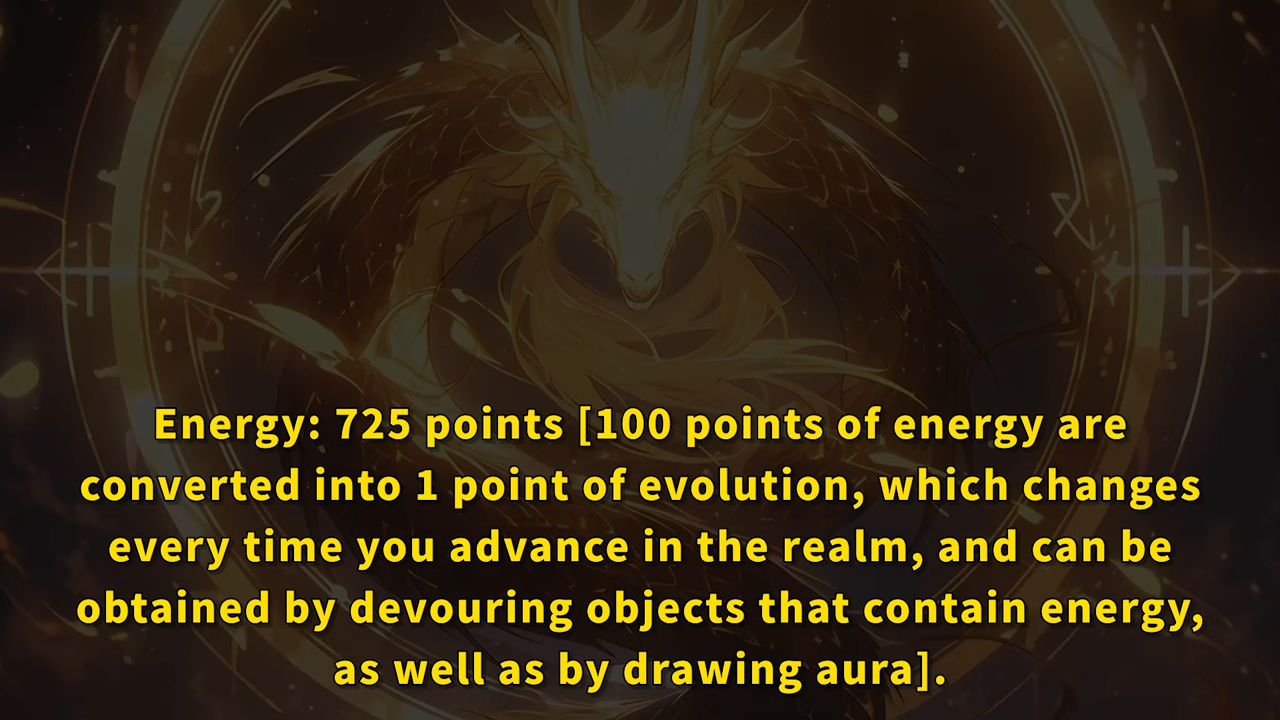 Energy: 725 points [100 points of energy are
converted into 1 point of evolution, which changes
every time you advance in the realm, and can be
obtained by devouring objects that contain energy,
as well as by drawing aura].